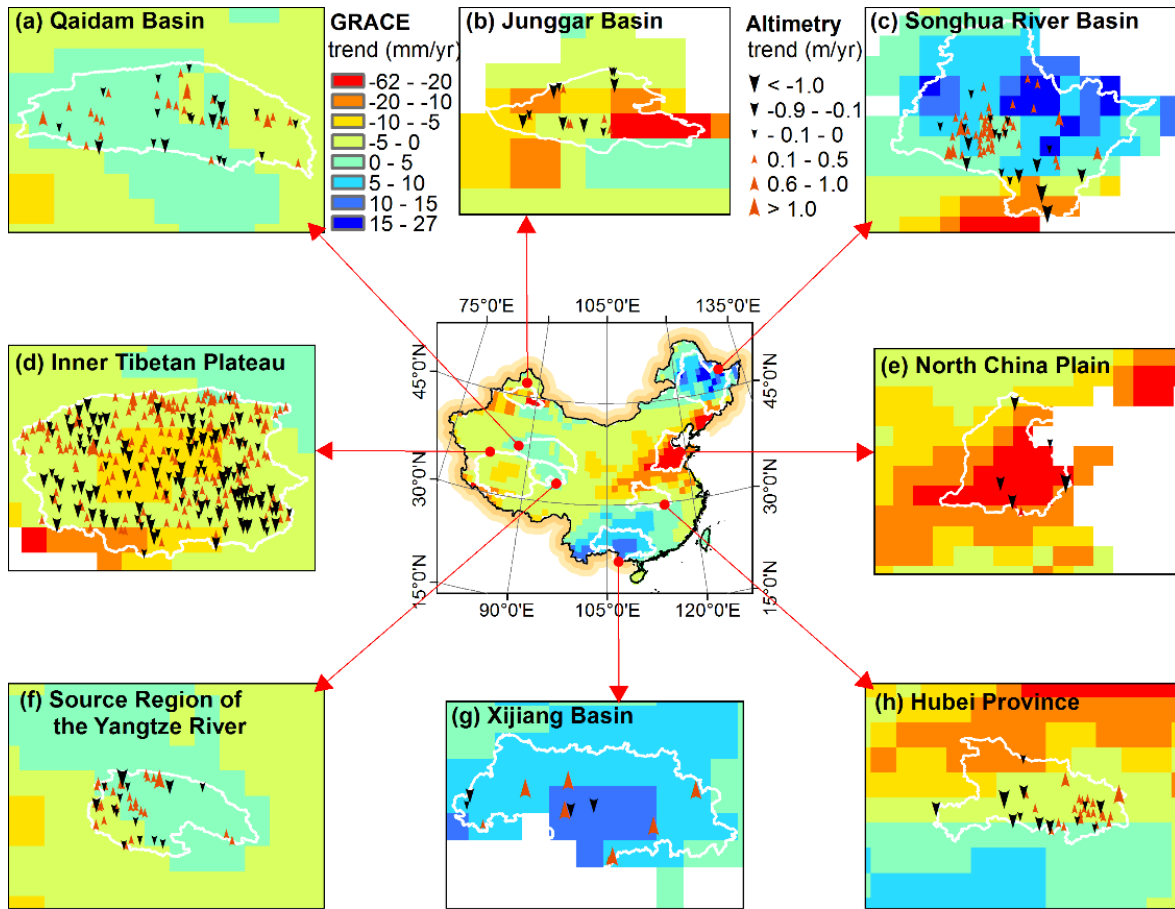 (a) Qaidam Basin
GRACE
trend (mm/yr)
-62 - -20
-20 - -10
-10 - -5
-5 - 0
0 - 5
5 - 10
10 - 15
15 - 27
(b) Junggar Basin
Altimetry
trend (m/yr)
< -1.0
-0.9 - -0.1
-0.1 - 0
0.1 - 0.5
0.6 - 1.0
> 1.0
(c) Songhua River Basin
75°0'E
105°0'E
135°0'E
45°0'N
30°0'N
15°0'N
45°0'N
30°0'N
15°0'N
90°0'E
105°0'E
120°0'E
(d) Inner Tibetan Plateau
(e) North China Plain
(f) Source Region of
the Yangtze River
(g) Xijiang Basin
(h) Hubei Province